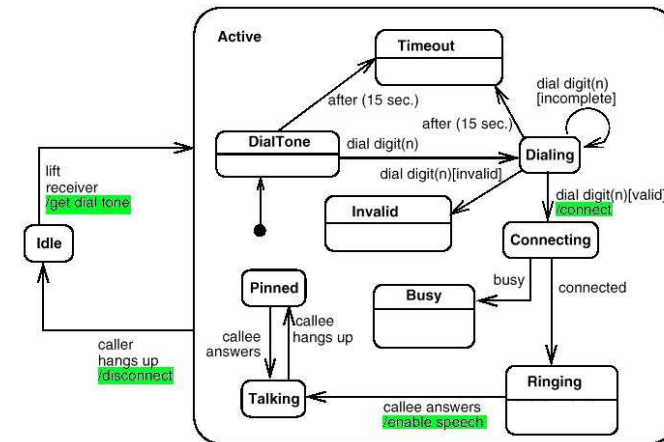 Active
Timeout
dial digit(n)
[incomplete]
after (15 sec.)
after (15 sec.)
DialTone
dial digit(n)
Dialing
lift
receiver
/get dial tone
dial digit(n)[invalid]
dial digit(n)[valid]
/connect
Invalid
Idle
Connecting
Pinned
busy
connected
Busy
callee
answers
callee
hangs up
caller
hangs up
/disconnect
Talking
Ringing
callee answers
/enable speech